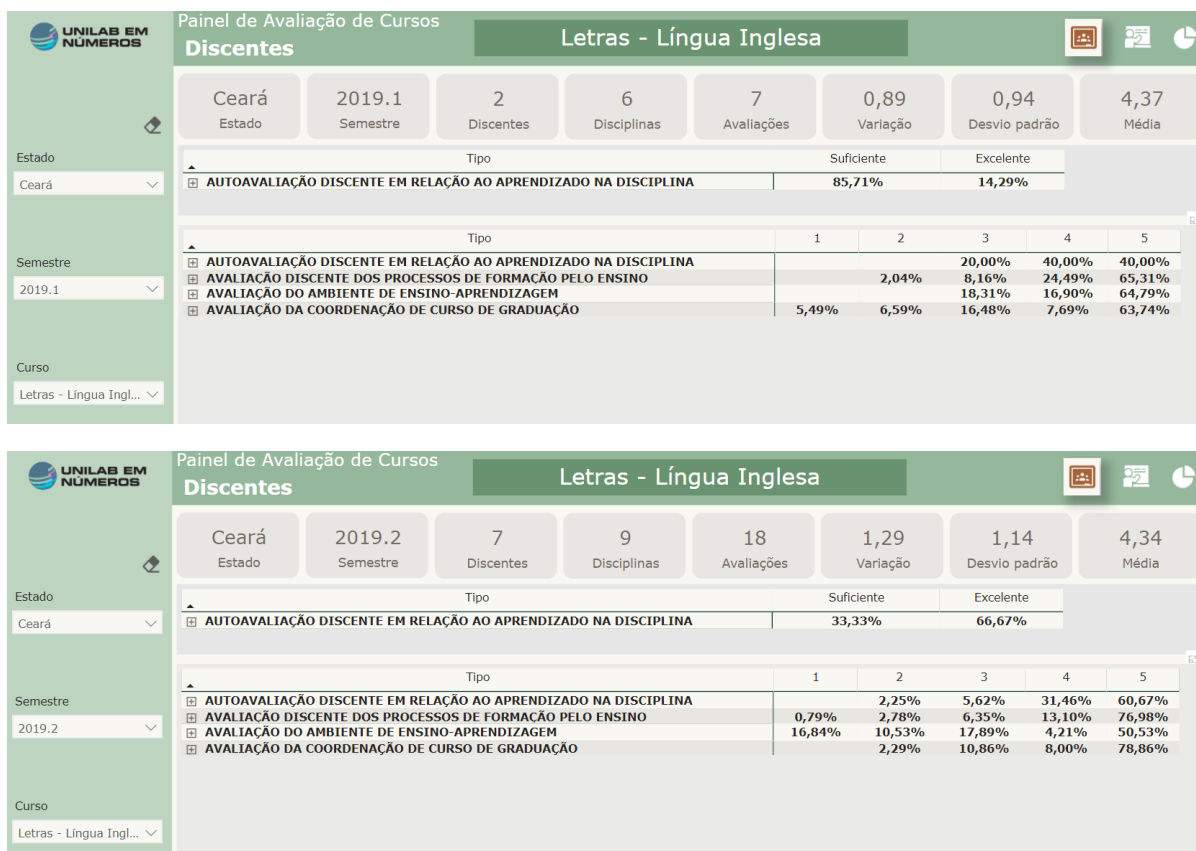 UNILAB EM
NÚMEROS
Painel de Avaliação de Cursos
Discentes
Letras - Língua Inglesa
Ceará
Estado
2019.1
Semestre
2
Discentes
6
Disciplinas
7
Avaliações
0,89
Variação
0,94
Desvio padrão
4,37
Média
Estado
Ceará
Semestre
2019.1
Curso
Letras - Língua Ingl...
Tipo Suficiente Excelente
AUTOAVALIAÇÃO DISCENTE EM RELAÇÃO AO APRENDIZADO NA DISCIPLINA 85,71% 14,29%
Tipo 1 2 3 4 5
AUTOAVALIAÇÃO DISCENTE EM RELAÇÃO AO APRENDIZADO NA DISCIPLINA 20,00% 40,00% 40,00%
AVALIAÇÃO DISCENTE DOS PROCESSOS DE FORMAÇÃO PELO ENSINO 2,04% 8,16% 24,49% 65,31%
AVALIAÇÃO DO AMBIENTE DE ENSINO-APRENDIZAGEM 18,31% 16,90% 64,79%
AVALIAÇÃO DA COORDENAÇÃO DE CURSO DE GRADUAÇÃO 5,49% 6,59% 16,48% 7,69% 63,74%
UNILAB EM
NÚMEROS
Painel de Avaliação de Cursos
Discentes
Letras - Língua Inglesa
Ceará
Estado
2019.2
Semestre
7
Discentes
9
Disciplinas
18
Avaliações
1,29
Variação
1,14
Desvio padrão
4,34
Média
Estado
Ceará
Semestre
2019.2
Curso
Letras - Língua Ingl...
Tipo Suficiente Excelente
AUTOAVALIAÇÃO DISCENTE EM RELAÇÃO AO APRENDIZADO NA DISCIPLINA 33,33% 66,67%
Tipo 1 2 3 4 5
AUTOAVALIAÇÃO DISCENTE EM RELAÇÃO AO APRENDIZADO NA DISCIPLINA 2,25% 5,62% 31,46% 60,67%
AVALIAÇÃO DISCENTE DOS PROCESSOS DE FORMAÇÃO PELO ENSINO 0,79% 2,78% 6,35% 13,10% 76,98%
AVALIAÇÃO DO AMBIENTE DE ENSINO-APRENDIZAGEM 16,84% 10,53% 17,89% 4,21% 50,53%
AVALIAÇÃO DA COORDENAÇÃO DE CURSO DE GRADUAÇÃO 2,29% 10,86% 8,00% 78,86%